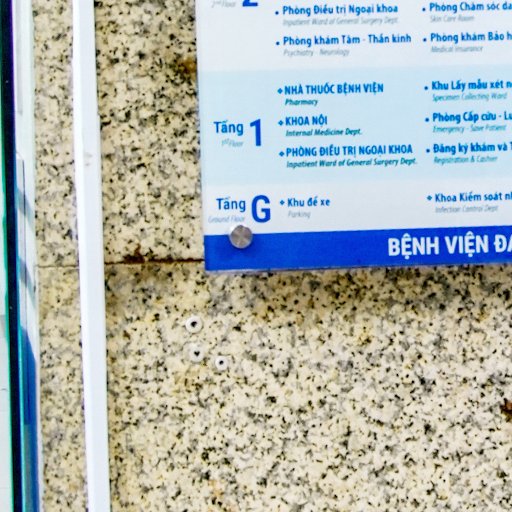 2
2nd Floor
Phòng Điều trị Ngoại khoa
Inpatient Ward of General Surgery Dept.
Phòng Chăm sóc da
Skin Care Room
Phòng khám Tâm - Thần kinh
Psychiatry - Neurology
Phòng khám Bảo h
Medical Insurance
Tầng 1
1st Floor
NHÀ THUỐC BỆNH VIỆN
Pharmacy
KHOA NỘI
Internal Medicine Dept.
PHÒNG ĐIỀU TRỊ NGOẠI KHOA
Inpatient Ward of General Surgery Dept.
Khu Lấy mẫu xét n
Specimen Collecting Ward
Phòng Cấp cứu - Lư
Emergency - Save Patient
Đăng ký khám và T
Registration & Cashier
Tầng G
Ground Floor
Khu để xe
Parking
Khoa Kiểm soát nh
Infection Control Dept.
BỆNH VIỆN ĐA